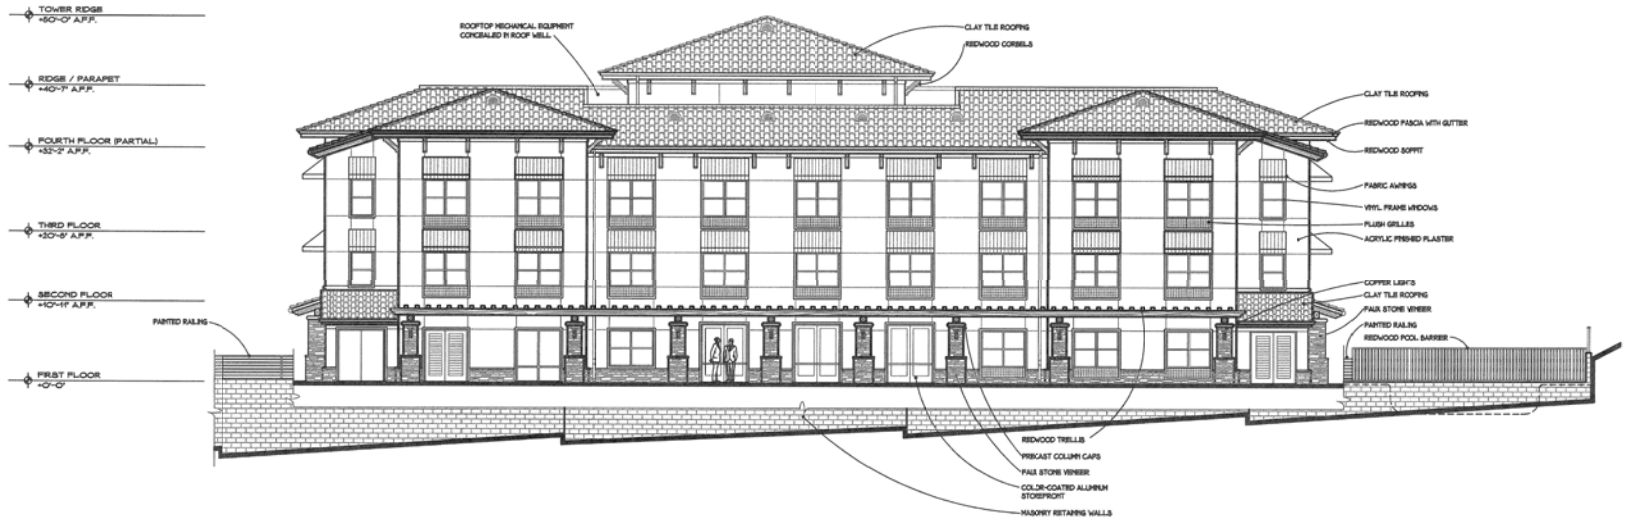 TOWER RIDGE
+50'-0" A.F.F.
RIDGE / PARAPET
+40'-7" A.F.F.
FOURTH FLOOR (PARTIAL)
+32'-2" A.F.F.
THIRD FLOOR
+20'-8" A.F.F.
SECOND FLOOR
+10'-11" A.F.F.
FIRST FLOOR
+0'-0"
PAINTED RAILING
ROOFTOP MECHANICAL EQUIPMENT
CONCEALED IN ROOF WELL
CLAY TILE ROOFING
REDWOOD CORBELS
CLAY TILE ROOFING
REDWOOD FASCIA WITH GUTTER
REDWOOD SOFFIT
FABRIC AWNINGS
VINYL FRAME WINDOWS
FLUSH GRILLES
ACRYLIC FINISHED PLASTER
COPPER LIGHTS
CLAY TILE ROOFING
FAUX STONE VENEER
PAINTED RAILING
REDWOOD POOL BARRIER
REDWOOD TRELLIS
PRECAST COLUMN CAPS
FAUX STONE VENEER
COLOR-COATED ALUMINUM
STOREFRONT
MASONRY RETAINING WALLS